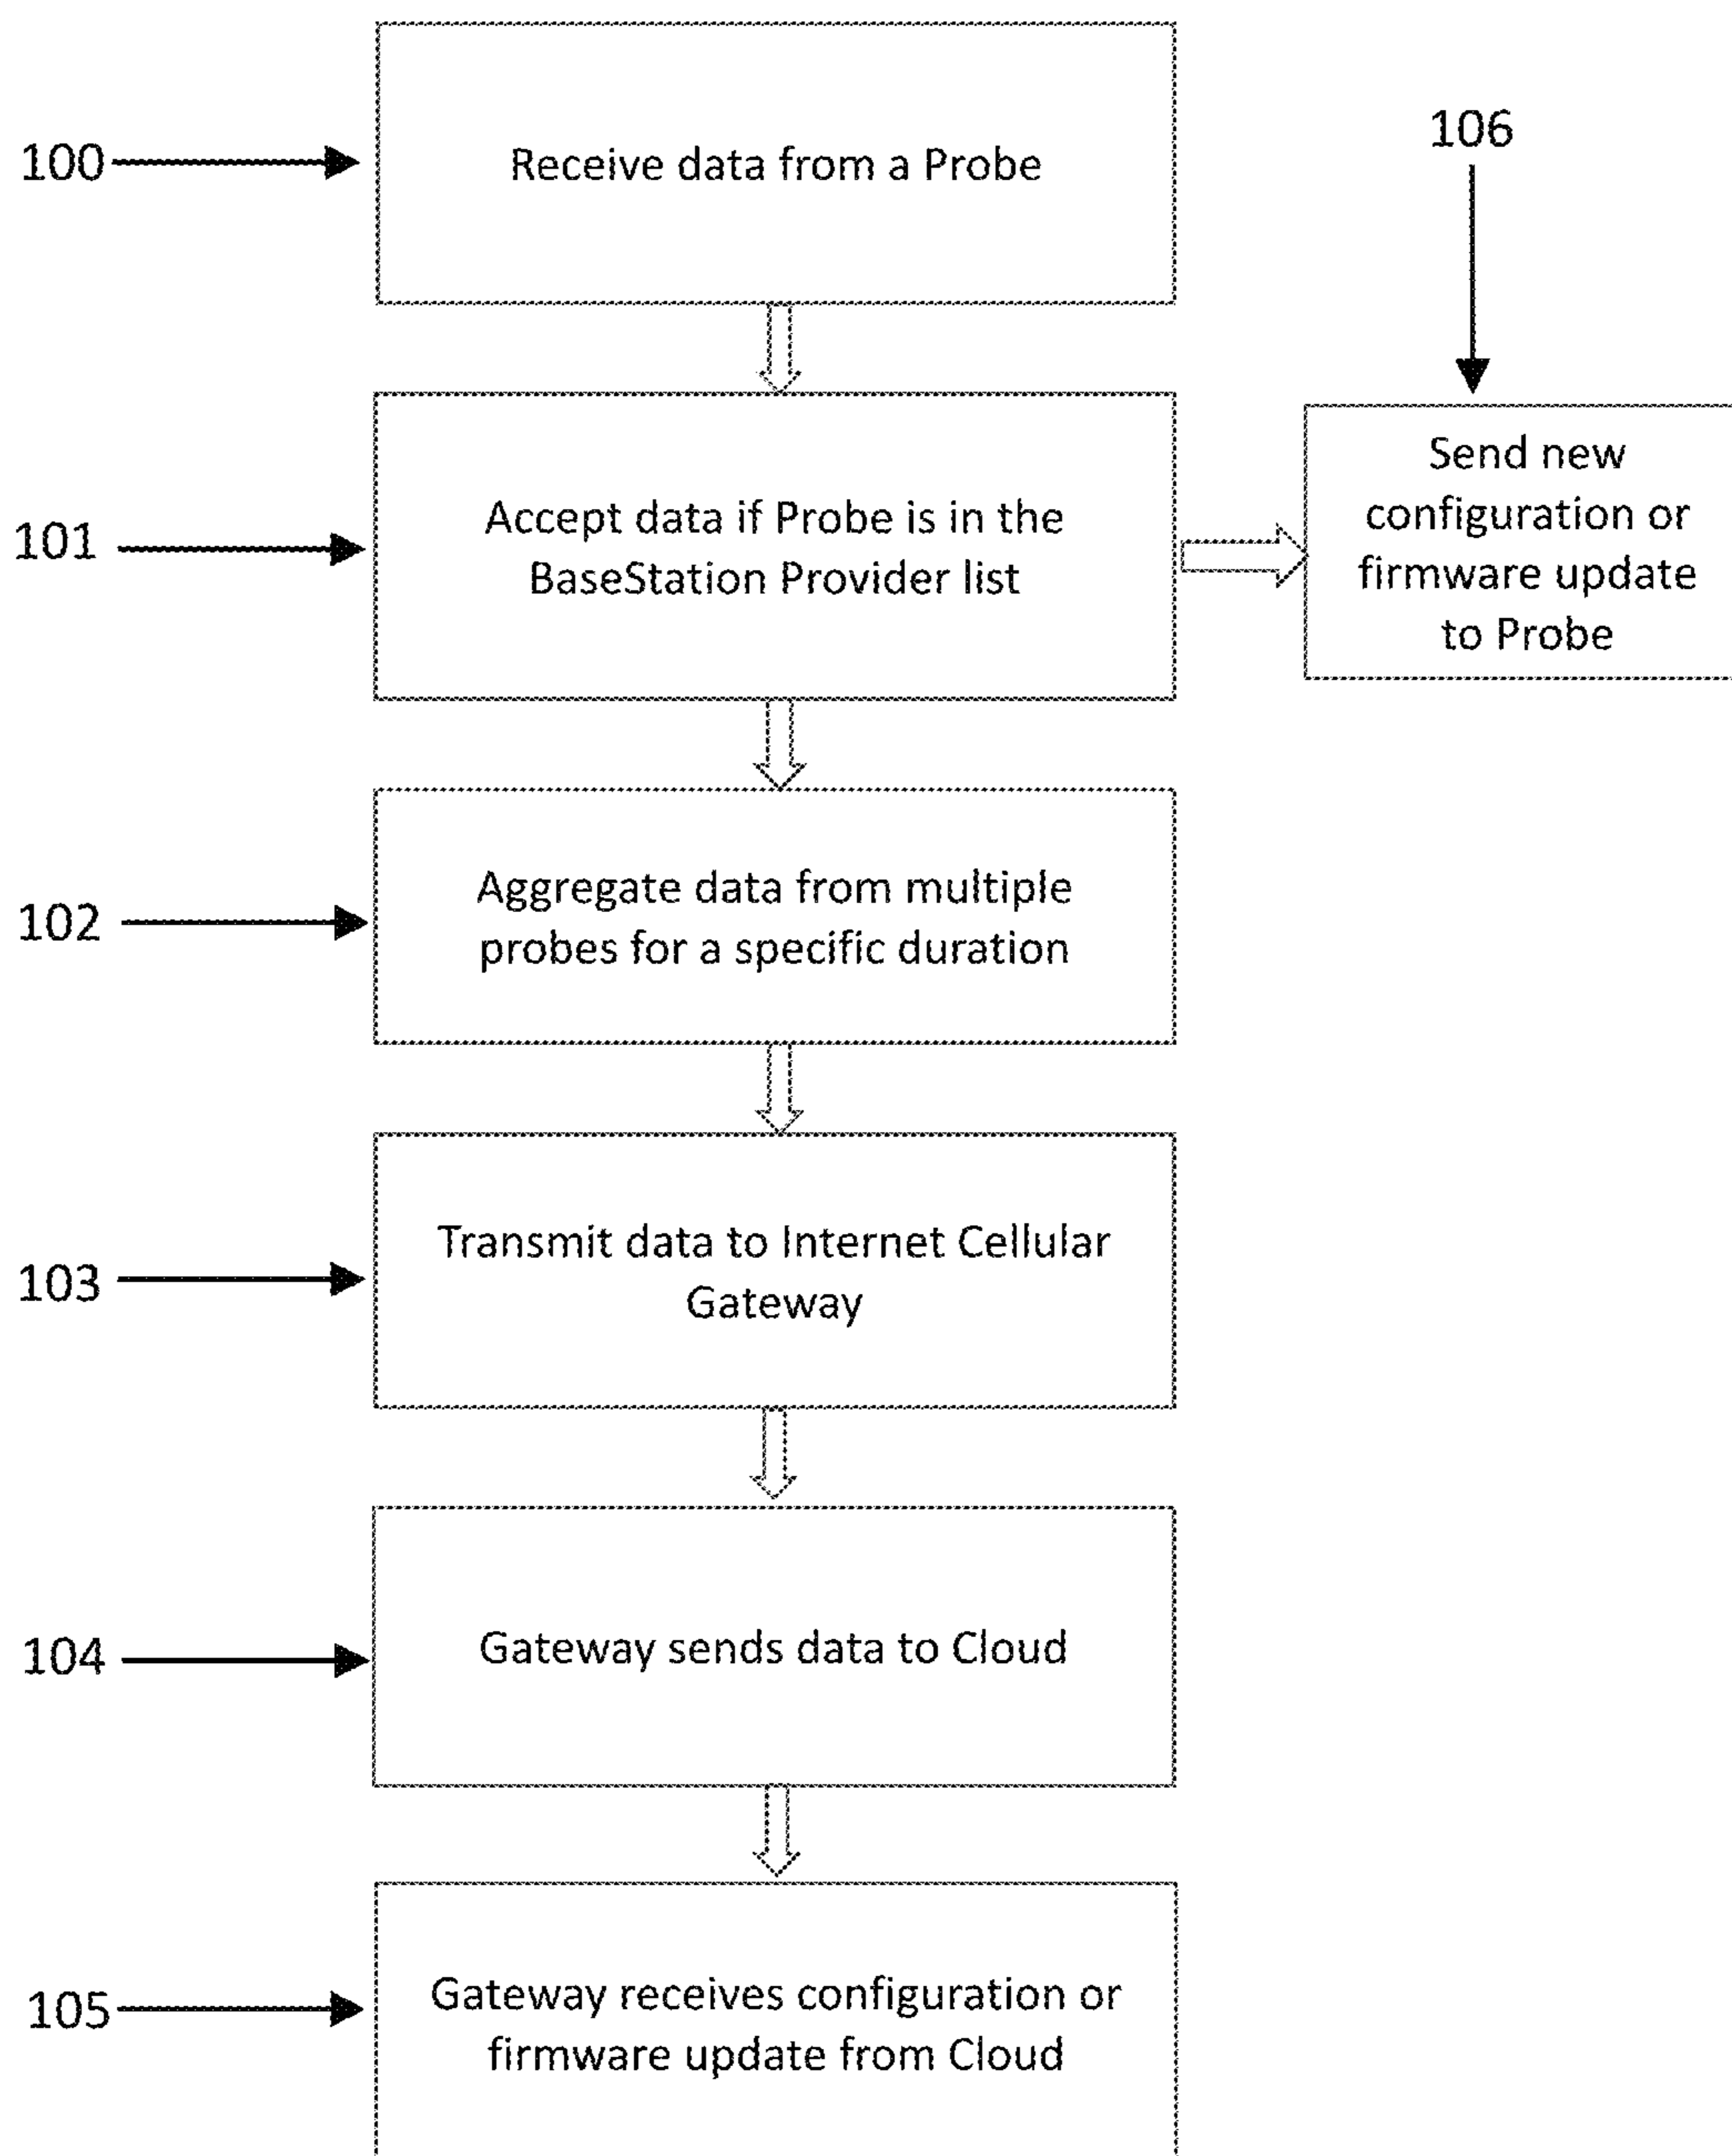 100
Receive data from a Probe
106
101
Accept data if Probe is in the
BaseStation Provider list
Send new
configuration or
firmware update
to Probe
102
Aggregate data from multiple
probes for a specific duration
103
Transmit data to Internet Cellular
Gateway
104
Gateway sends data to Cloud
105
Gateway receives configuration or
firmware update from Cloud